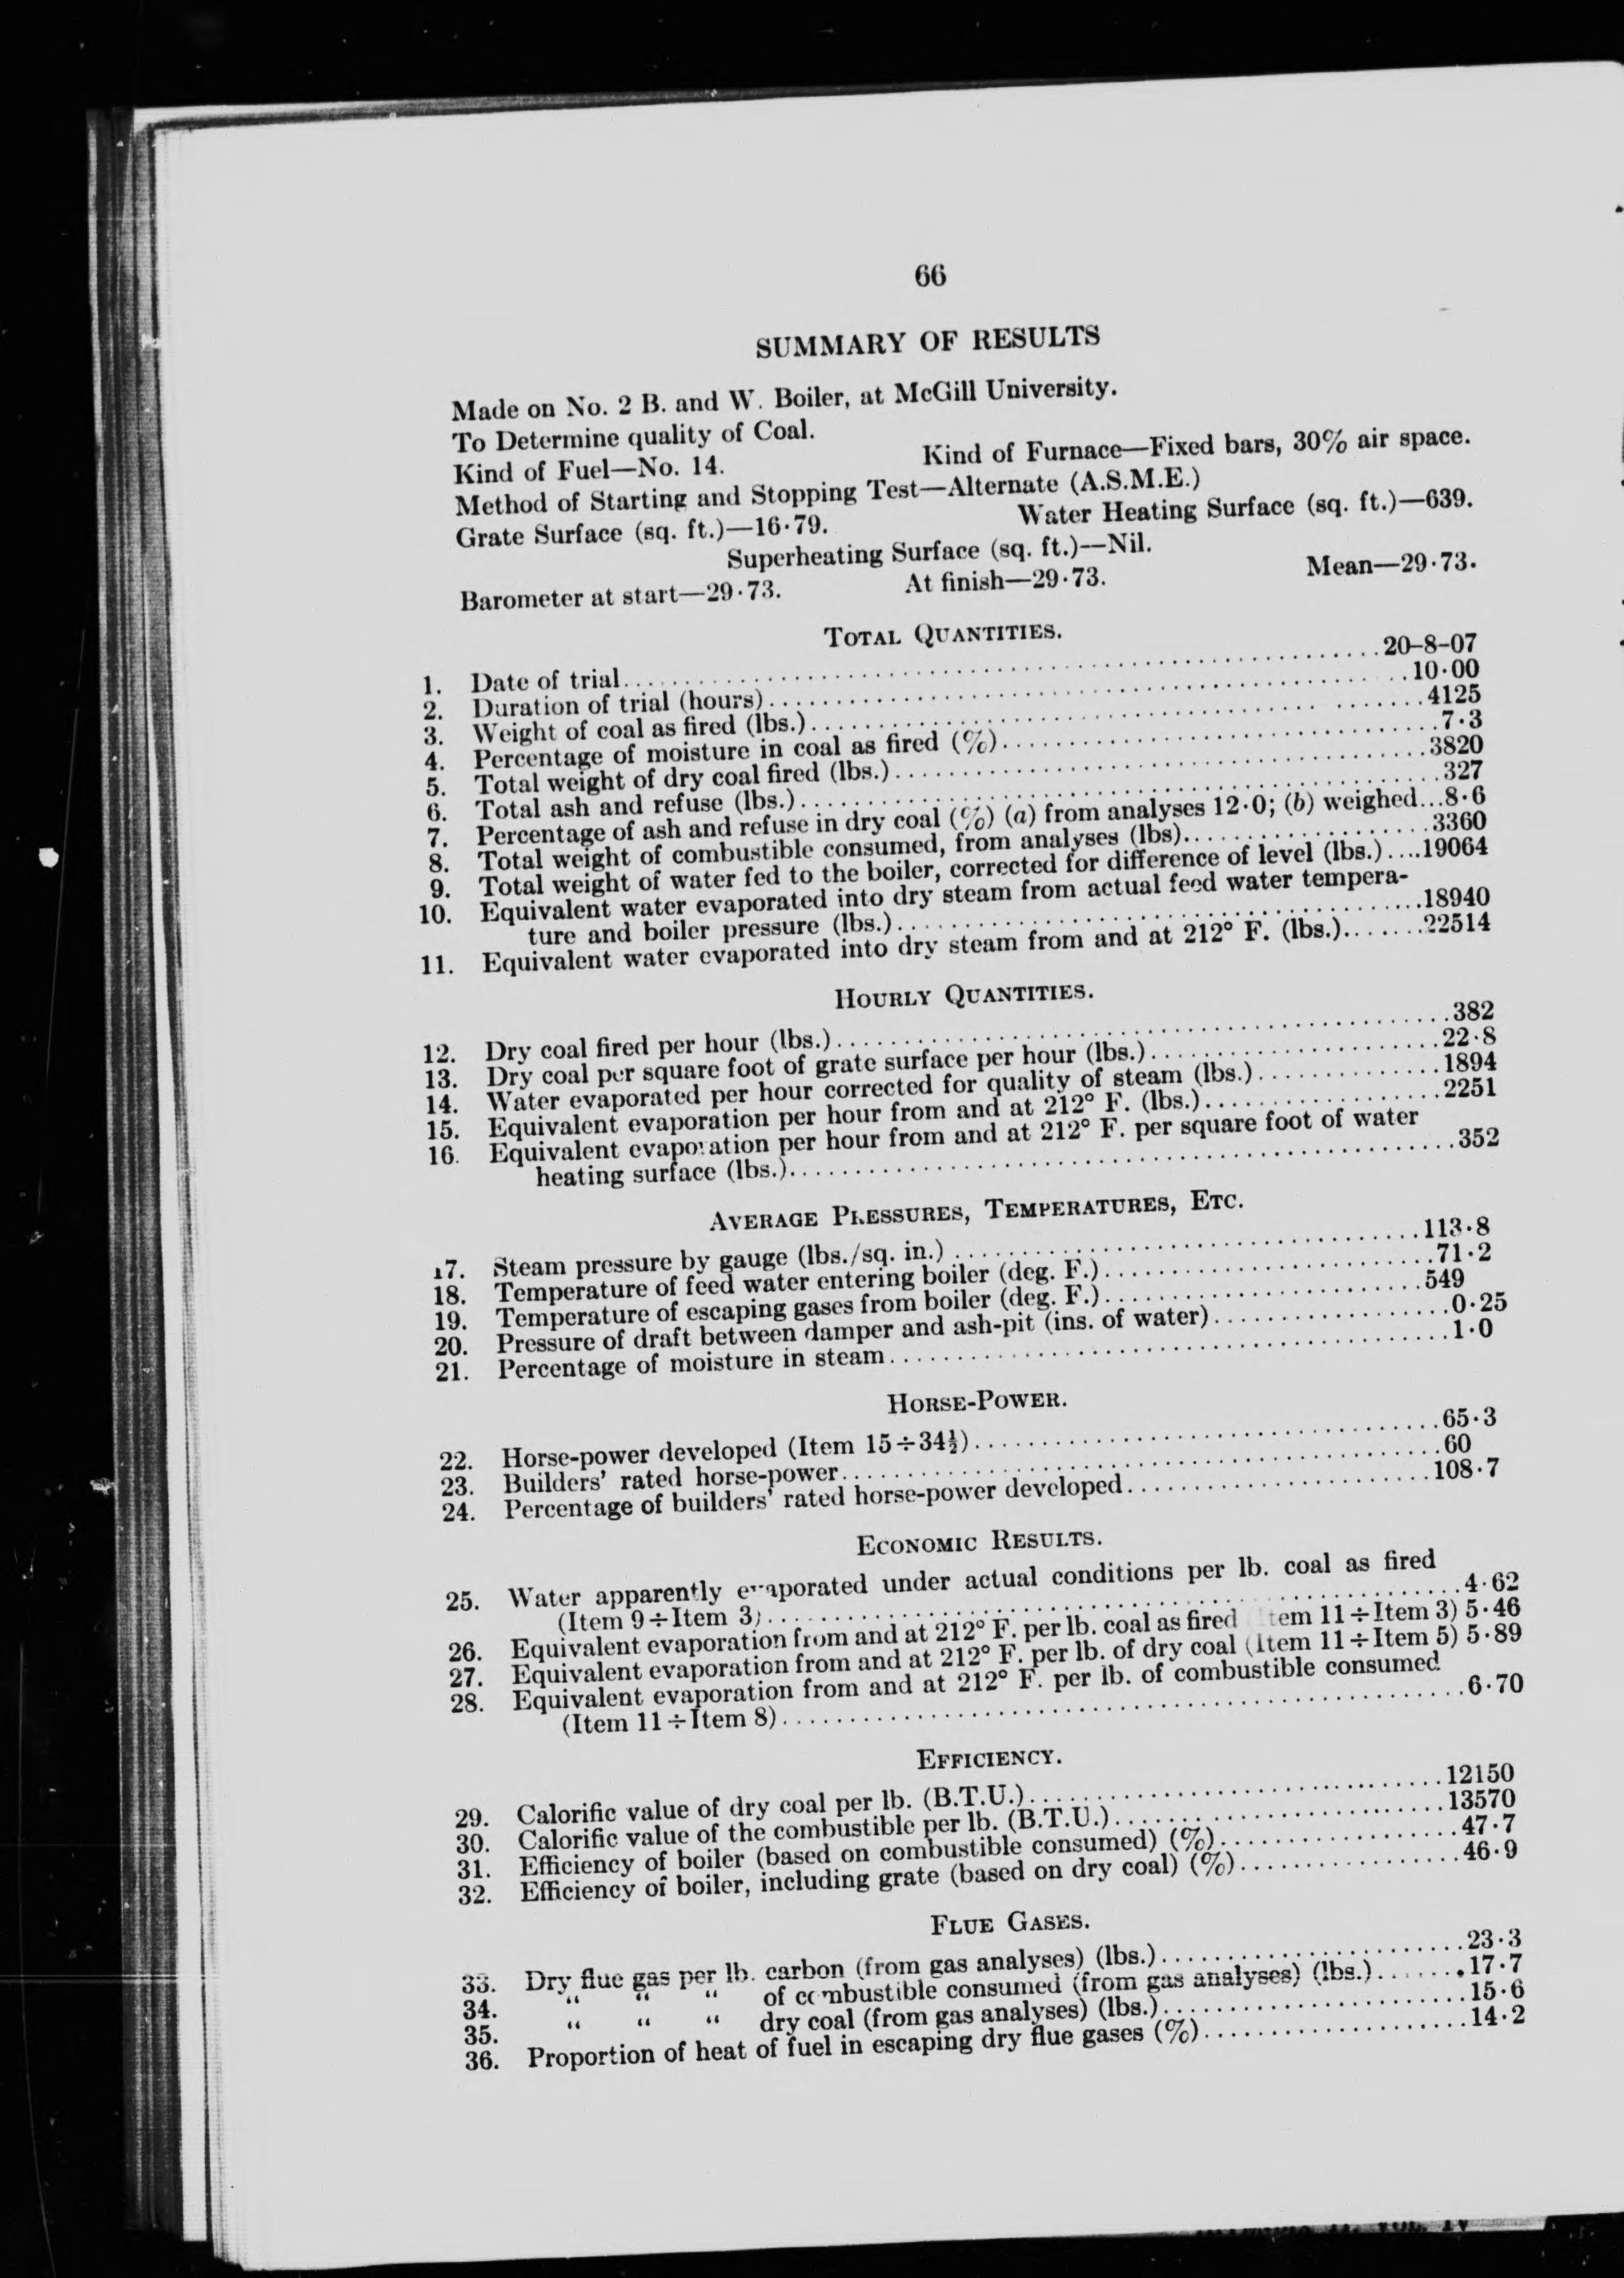 66
SUMMARY OF RESULTS
Made on No. 2 B. and W. Boiler, at McGill University.
To Determine quality of Coal.
Kind of Fuel—No. 14. Kind of Furnace—Fixed bars, 30% air space.
Method of Starting and Stopping Test—Alternate (A.S.M.E.)
Grate Surface (sq. ft.)—16·79. Water Heating Surface (sq. ft.)—639.
Superheating Surface (sq. ft.)—Nil.
Barometer at start—29·73. At finish—29·73. Mean—29·73.
TOTAL QUANTITIES.
1. Date of trial....20-8-07
2. Duration of trial (hours)....10·00
3. Weight of coal as fired (lbs.)....4125
4. Percentage of moisture in coal as fired (%)....7·3
5. Total weight of dry coal fired (lbs.)....3820
6. Total ash and refuse (lbs.)....327
7. Percentage of ash and refuse in dry coal (%) (a) from analyses 12·0; (b) weighed...8·6
8. Total weight of combustible consumed, from analyses (lbs)....3360
9. Total weight of water fed to the boiler, corrected for difference of level (lbs.)....19064
10. Equivalent water evaporated into dry steam from actual feed water tempera-
ture and boiler pressure (lbs.)....18940
11. Equivalent water evaporated into dry steam from and at 212° F. (lbs.)....22514
HOURLY QUANTITIES.
12. Dry coal fired per hour (lbs.)....382
13. Dry coal per square foot of grate surface per hour (lbs.)....22·8
14. Water evaporated per hour corrected for quality of steam (lbs.)....1894
15. Equivalent evaporation per hour from and at 212° F. (lbs.)....2251
16. Equivalent evaporation per hour from and at 212° F. per square foot of water
heating surface (lbs.)....352
AVERAGE PRESSURES, TEMPERATURES, ETC.
17. Steam pressure by gauge (lbs./sq. in.)....113·8
18. Temperature of feed water entering boiler (deg. F.)....71·2
19. Temperature of escaping gases from boiler (deg. F.)....549
20. Pressure of draft between damper and ash-pit (ins. of water)....0·25
21. Percentage of moisture in steam....1·0
HORSE-POWER.
22. Horse-power developed (Item 15÷34½)....65·3
23. Builders' rated horse-power....60
24. Percentage of builders' rated horse-power developed....108·7
ECONOMIC RESULTS.
25. Water apparently evaporated under actual conditions per lb. coal as fired
(Item 9÷Item 3)....4·62
26. Equivalent evaporation from and at 212° F. per lb. coal as fired tem 11÷Item 3) 5·46
27. Equivalent evaporation from and at 212° F. per lb. of dry coal (Item 11÷Item 5) 5·89
28. Equivalent evaporation from and at 212° F. per lb. of combustible consumed
(Item 11÷Item 8)....6·70
EFFICIENCY.
29. Calorific value of dry coal per lb. (B.T.U.)....12150
30. Calorific value of the combustible per lb. (B.T.U.)....13570
31. Efficiency of boiler (based on combustible consumed) (%)....47·7
32. Efficiency of boiler, including grate (based on dry coal) (%)....46·9
FLUE GASES.
33. Dry flue gas per lb. carbon (from gas analyses) (lbs.)....23·3
34. " " " of combustible consumed (from gas analyses) (lbs.)....17·7
35. " " " dry coal (from gas analyses) (lbs.)....15·6
36. Proportion of heat of fuel in escaping dry flue gases (%)....14·2